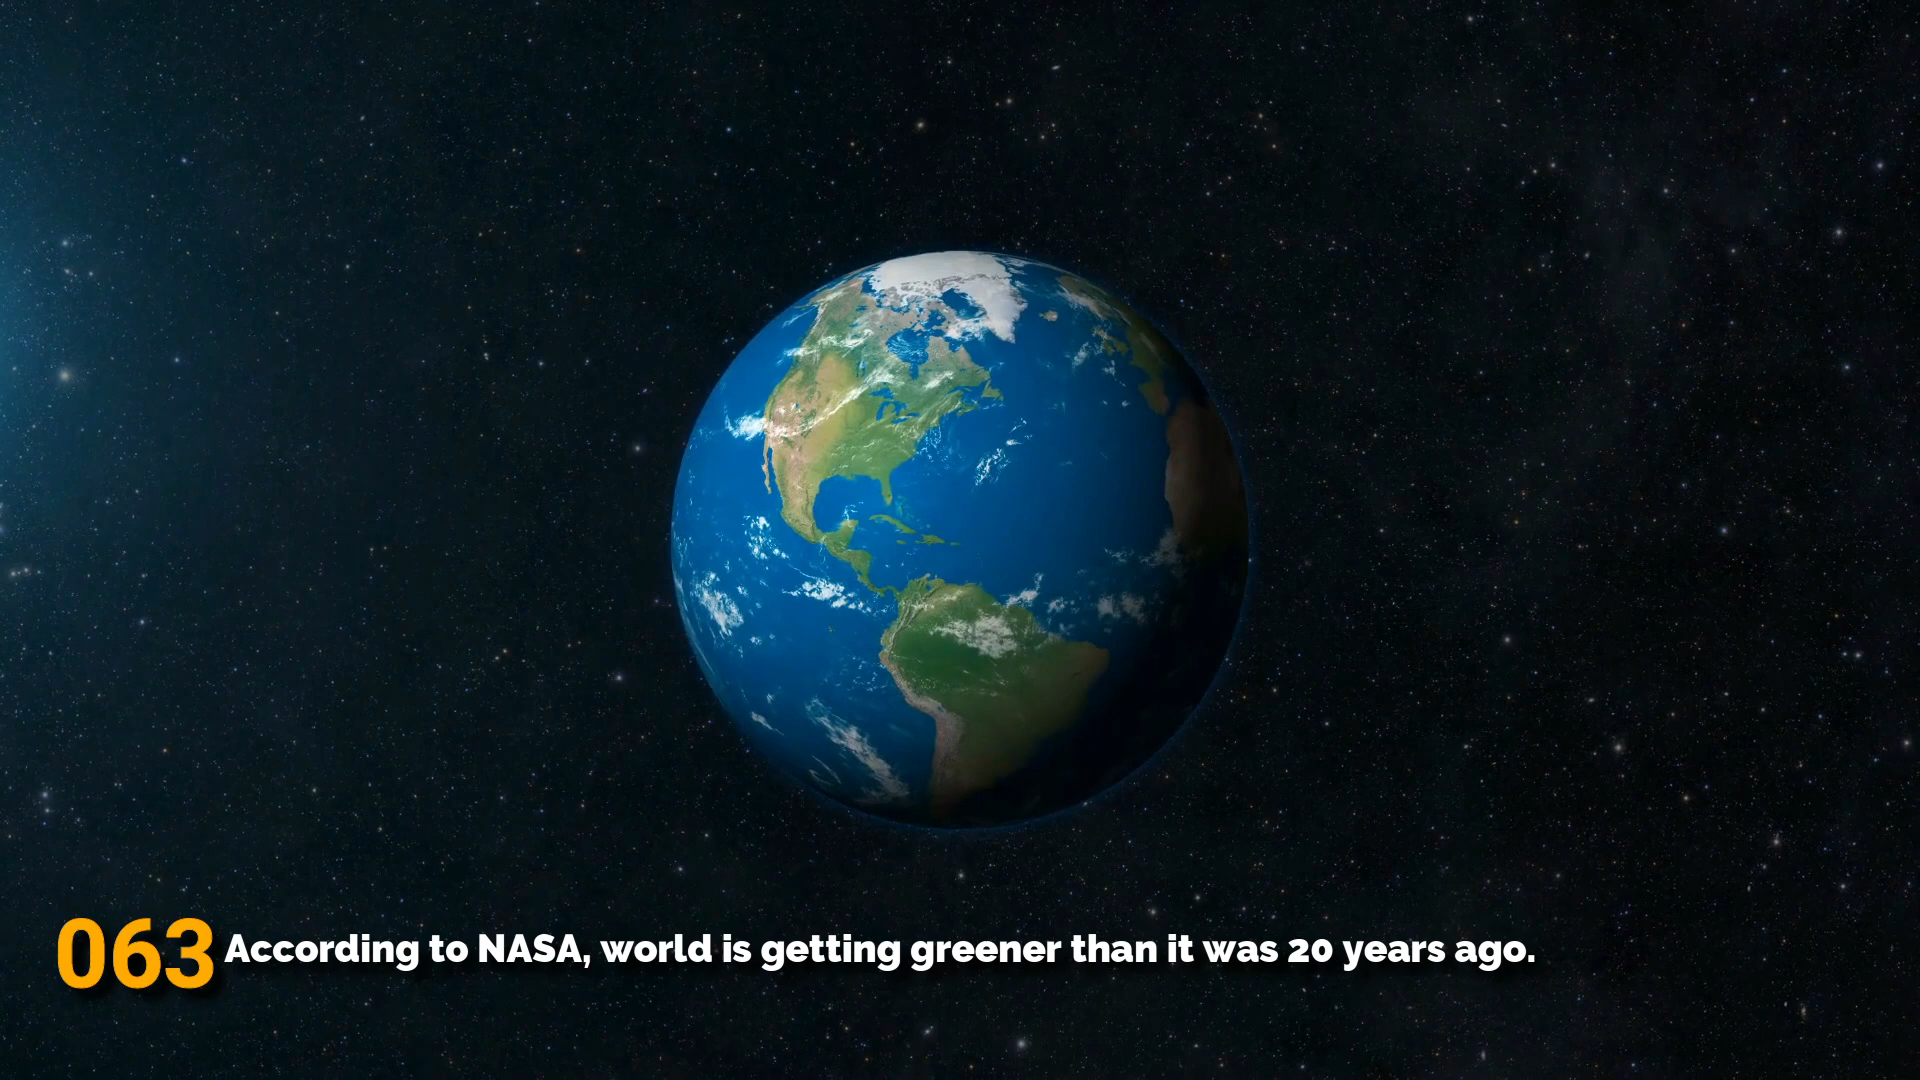 063 According to NASA, world is getting greener than it was 20 years ago.